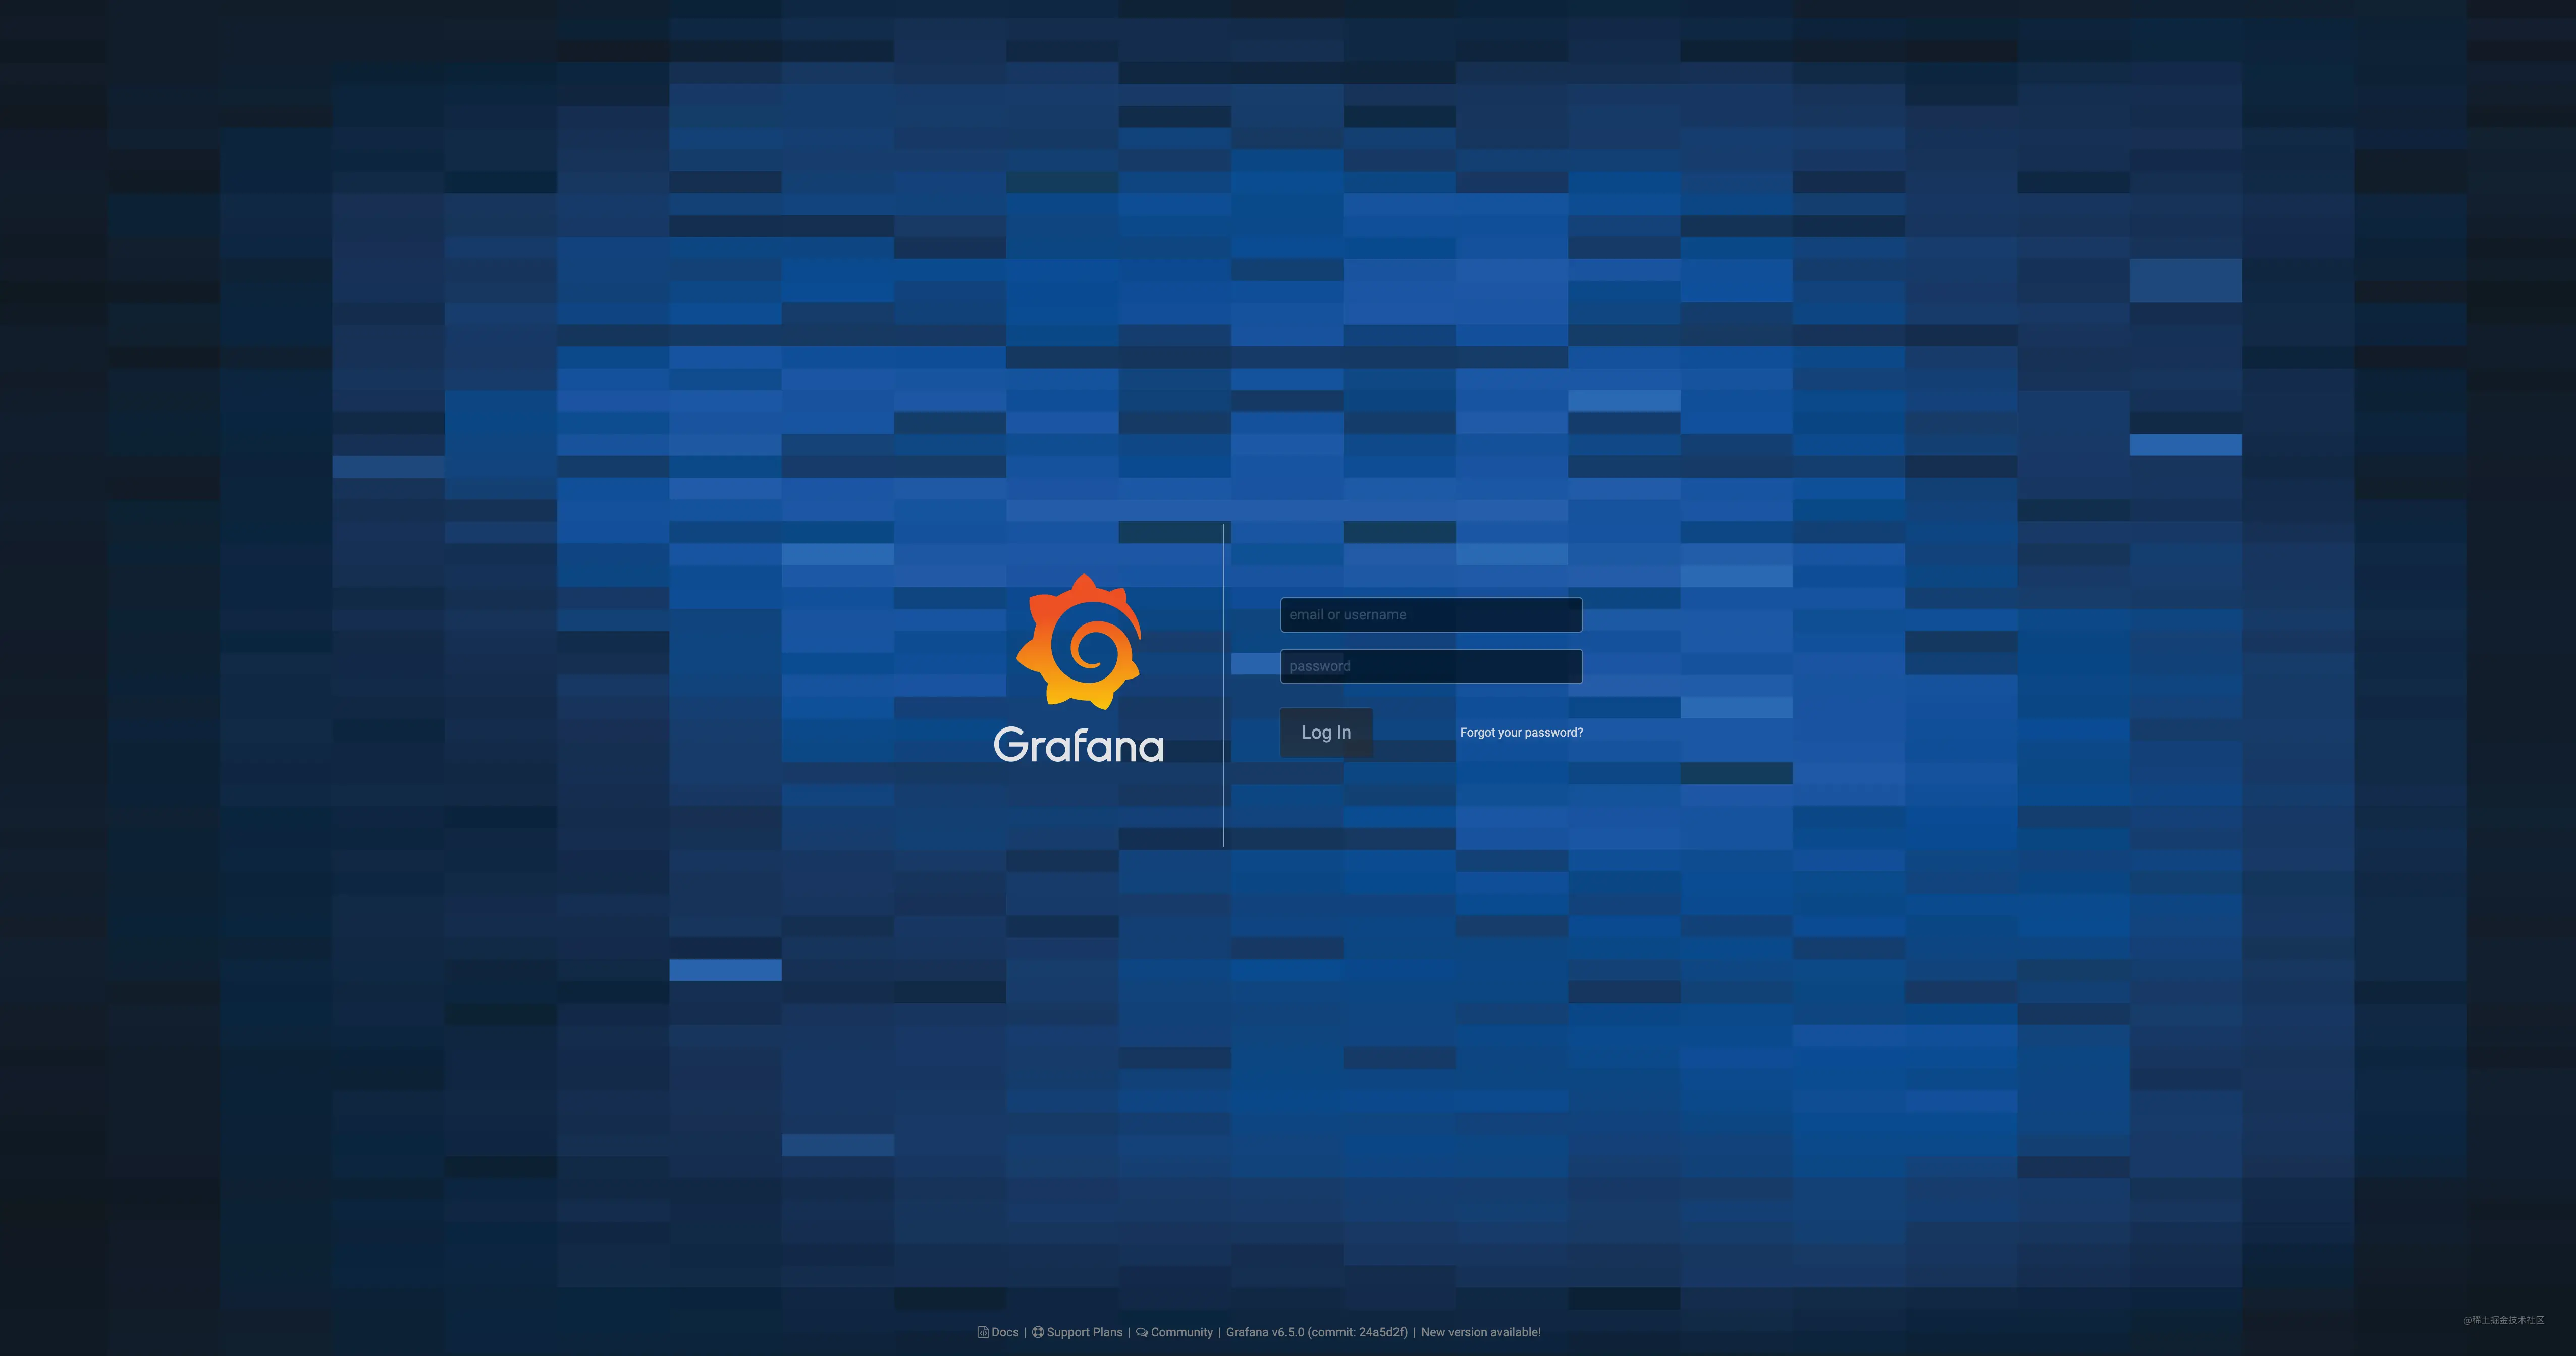 Grafana
email or username
password
Log In
Forgot your password?
Docs | Support Plans | Community | Grafana v6.5.0 (commit: 24a5d2f) | New version available!
@稀土掘金技术社区